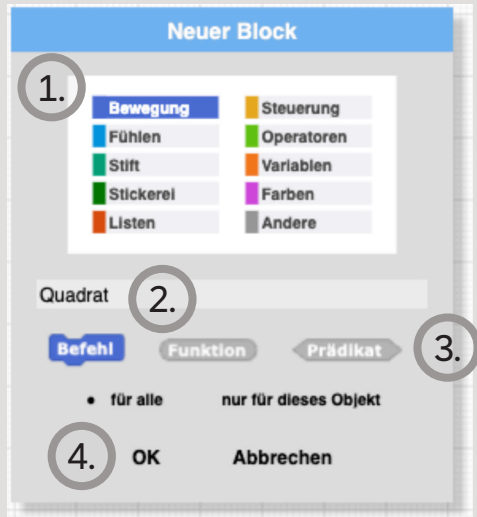 Neuer Block
1.
Bewegung Steuerung
Fühlen Operatoren
Stift Variablen
Stickerei Farben
Listen Andere
Quadrat 2.
Befehl Funktion Prädikat 3.
für alle nur für dieses Objekt
4. OK Abbrechen